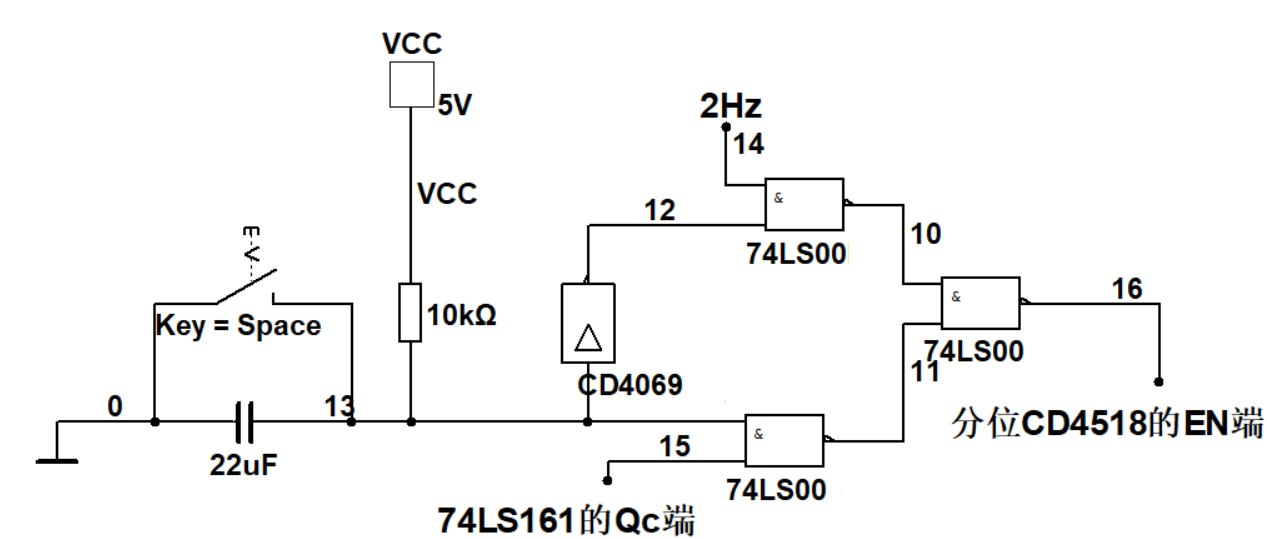 VCC
5V
2Hz
14
VCC
&
12
10
74LS00
E
&
16
Key = Space
10kΩ
74LS00
11
CD4069
0
13
分位CD4518的EN端
&
15
22uF
74LS00
74LS161的Qc端